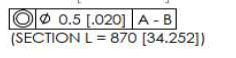 ◎ Ø 0.5 [.020] A - B
(SECTION L = 870 [34.252])